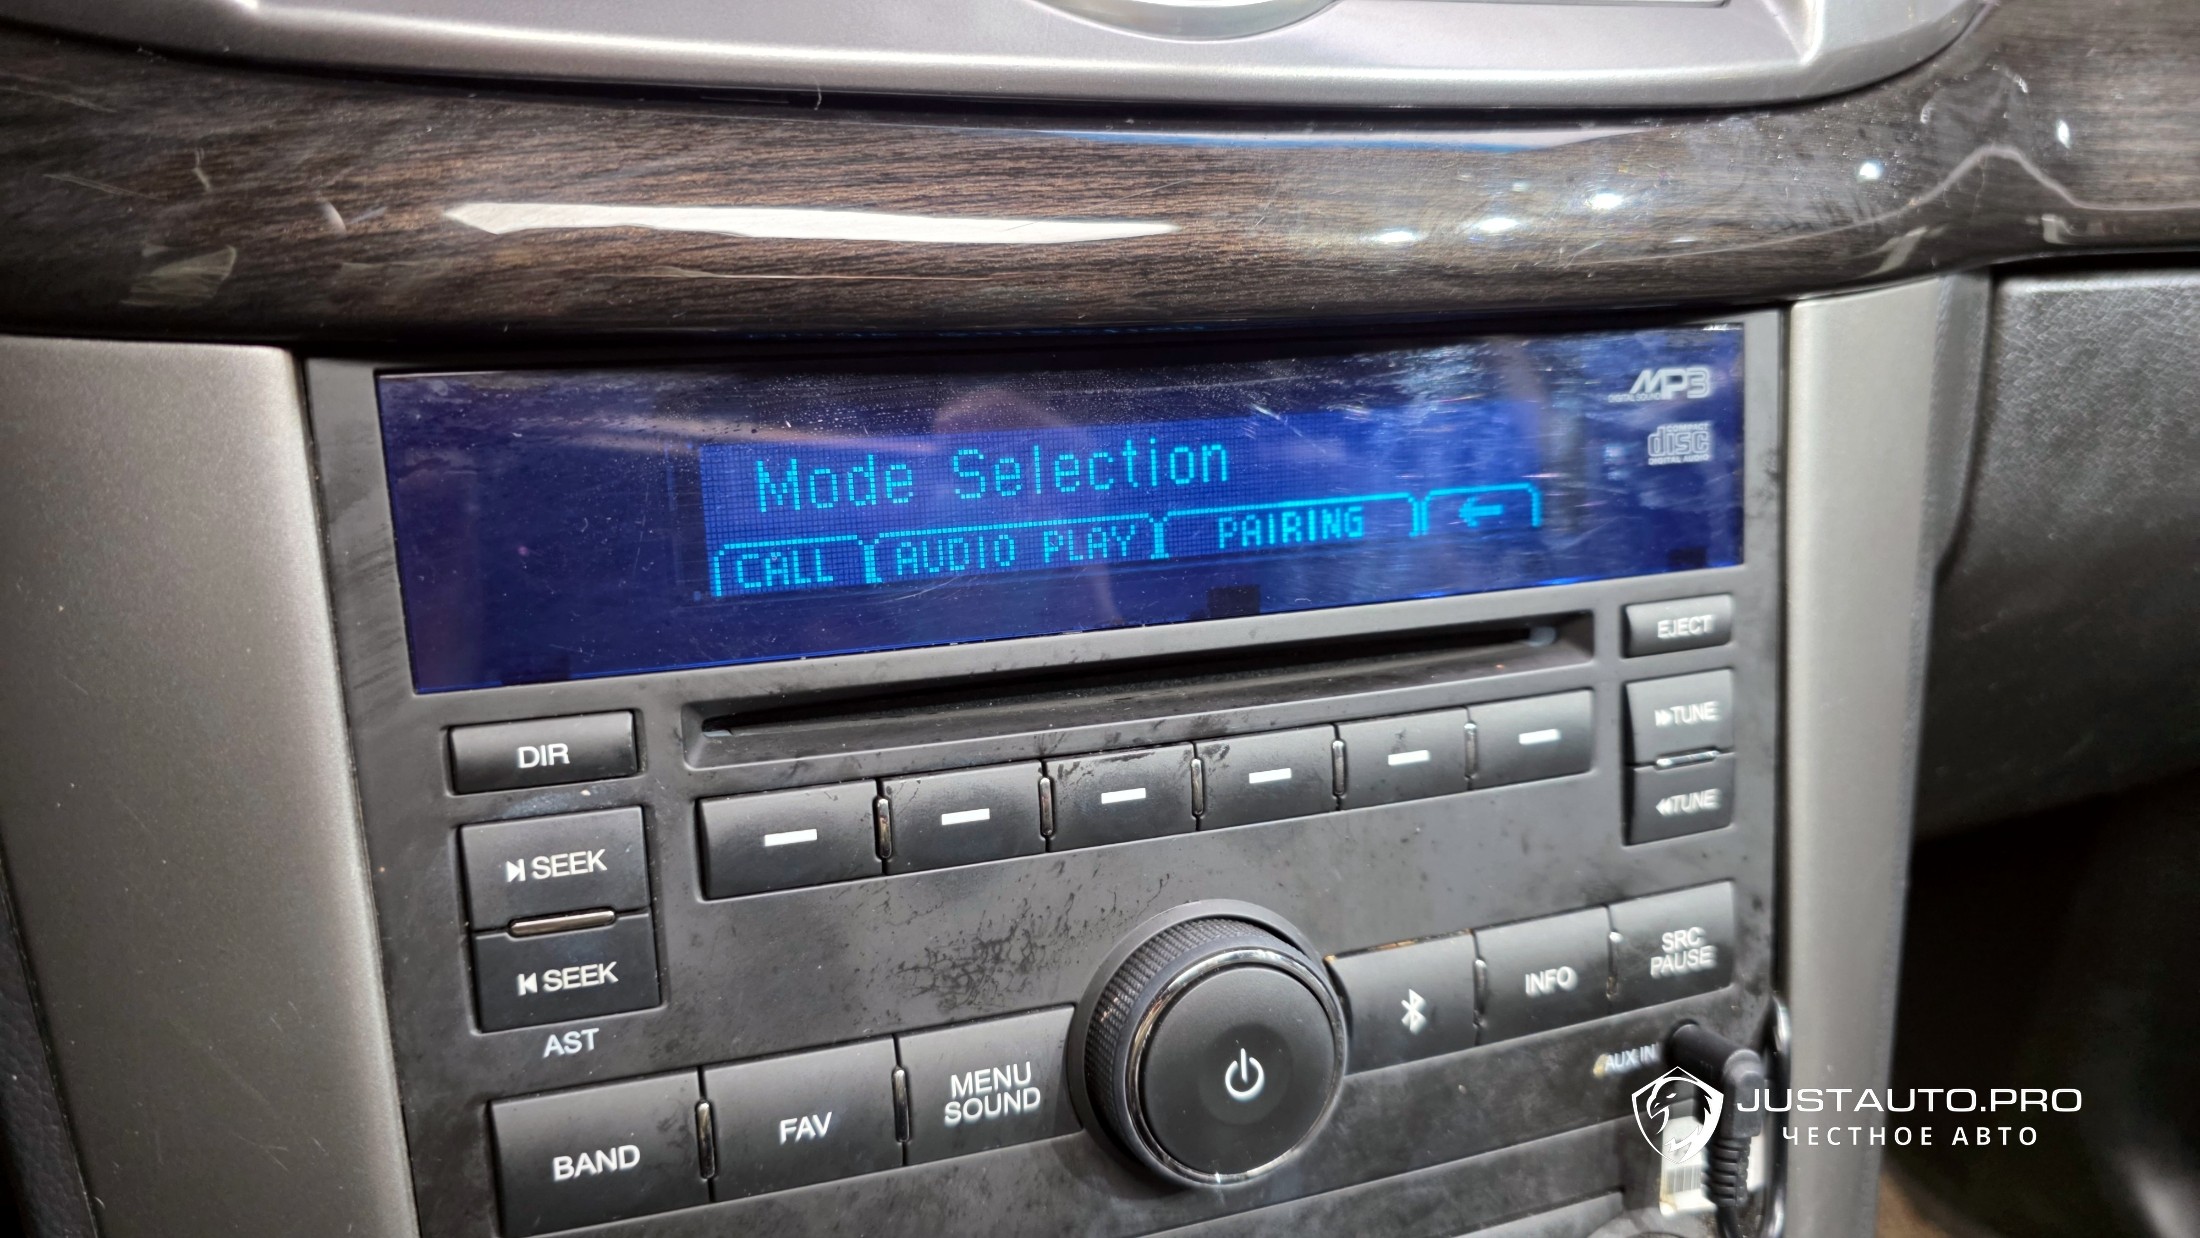 MP3
DIGITAL SOUND
COMPACT
disc
DIGITAL AUDIO
Mode Selection
CALL AUDIO PLAY PAIRING ←
EJECT
DIR
TUNE
TUNE
SEEK
SEEK
AST
SRC
PAUSE
INFO
AUX IN
MENU
SOUND
FAV
BAND
JUSTAUTO.PRO
ЧЕСТНОЕ АВТО